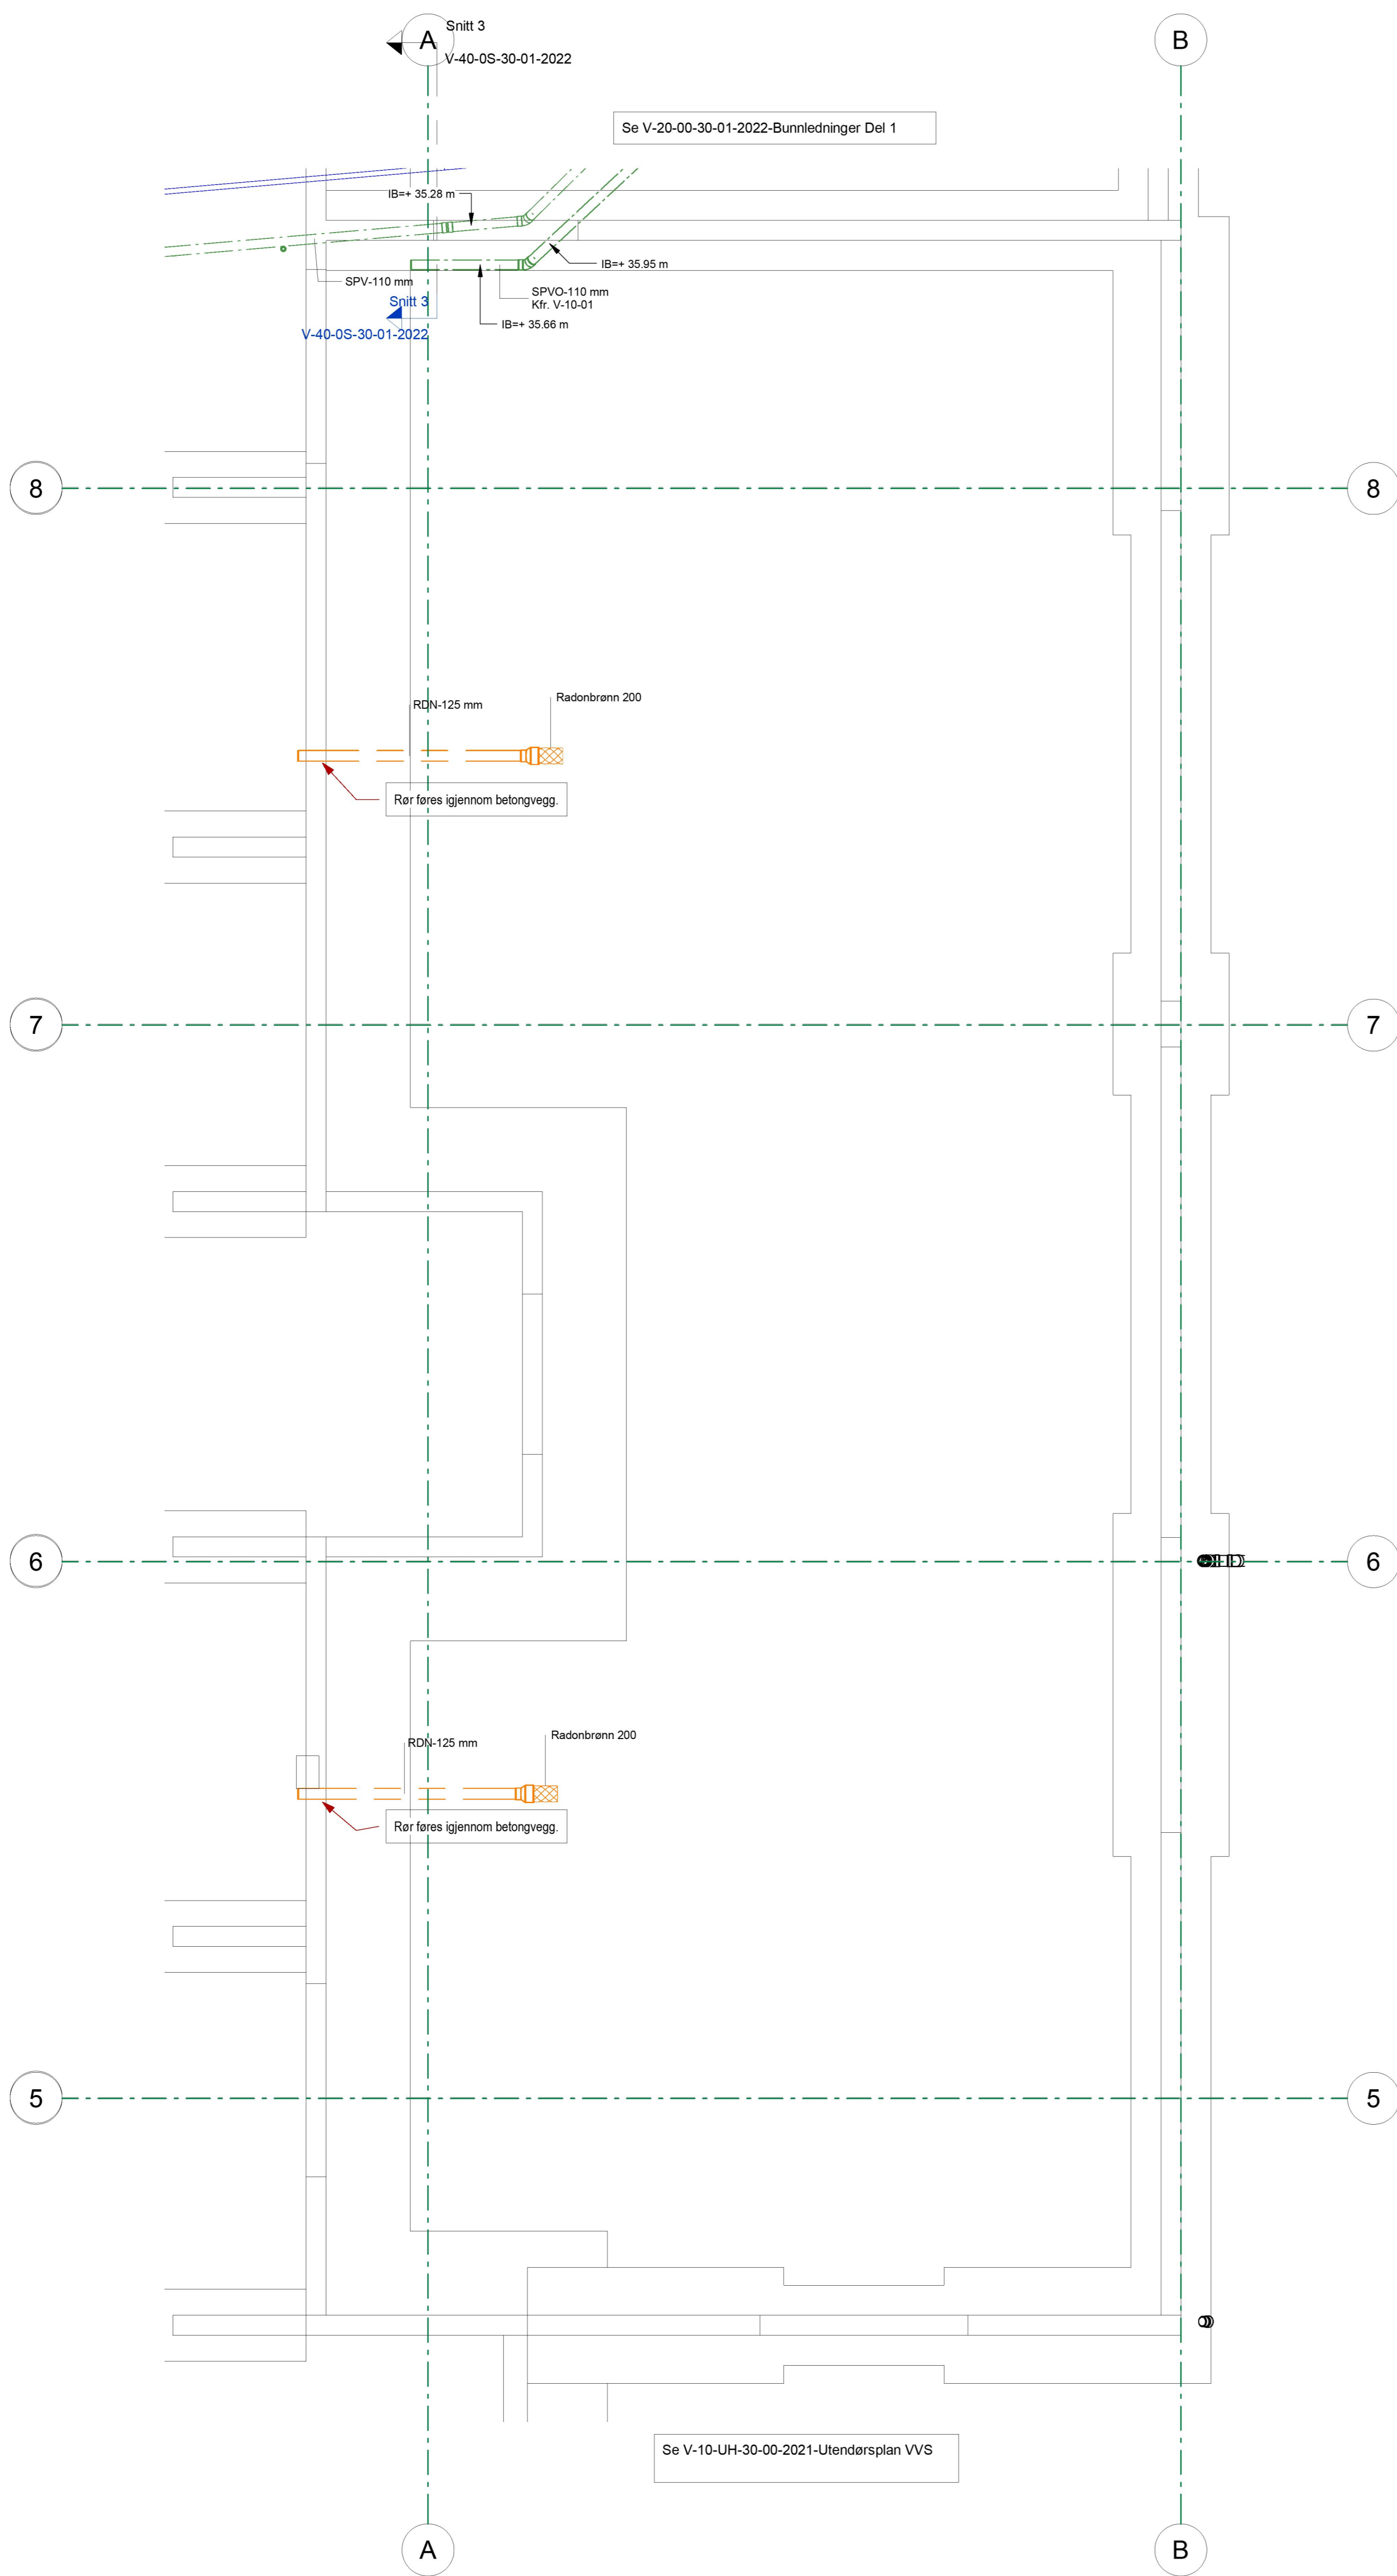 Snitt 3
A
B
V-40-0S-30-01-2022
Se V-20-00-30-01-2022-Bunnledninger Del 1
IB=+ 35.28 m
IB=+ 35.95 m
SPV-110 mm
SPVO-110 mm
Kfr. V-10-01
Snitt 3
IB=+ 35.66 m
V-40-0S-30-01-2022
8
8
Radonbrønn 200
RDN-125 mm
Rør føres igjennom betongvegg.
7
7
6
6
Radonbrønn 200
RDN-125 mm
Rør føres igjennom betongvegg.
5
5
Se V-10-UH-30-00-2021-Utendørsplan VVS
A
B